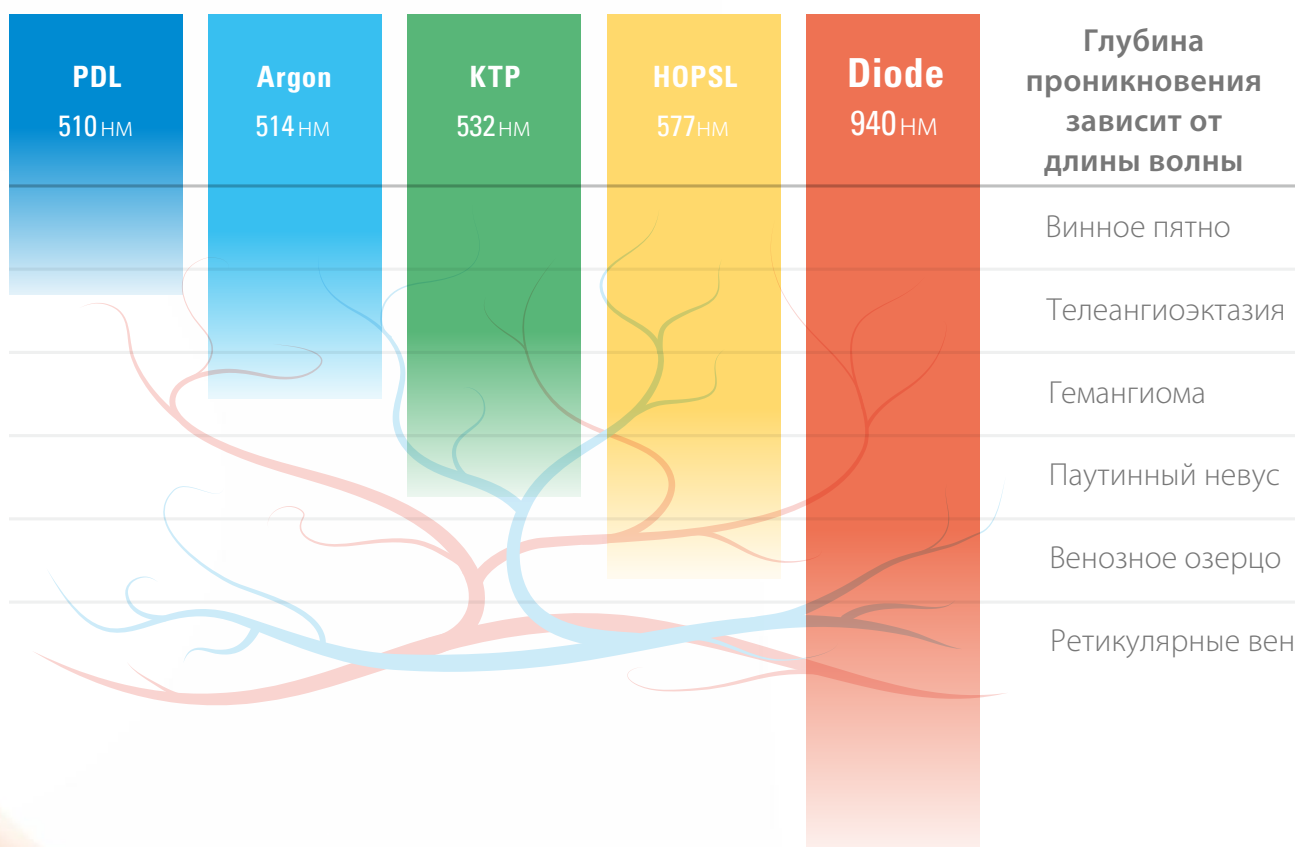 PDL
510 нм
Argon
514 нм
KTP
532 нм
HOPSL
577 нм
Diode
940 нм
Глубина
проникновения
зависит от
длины волны
Винное пятно
Телеангиоэктазия
Гемангиома
Паутинный невус
Венозное озерцо
Ретикулярные вен